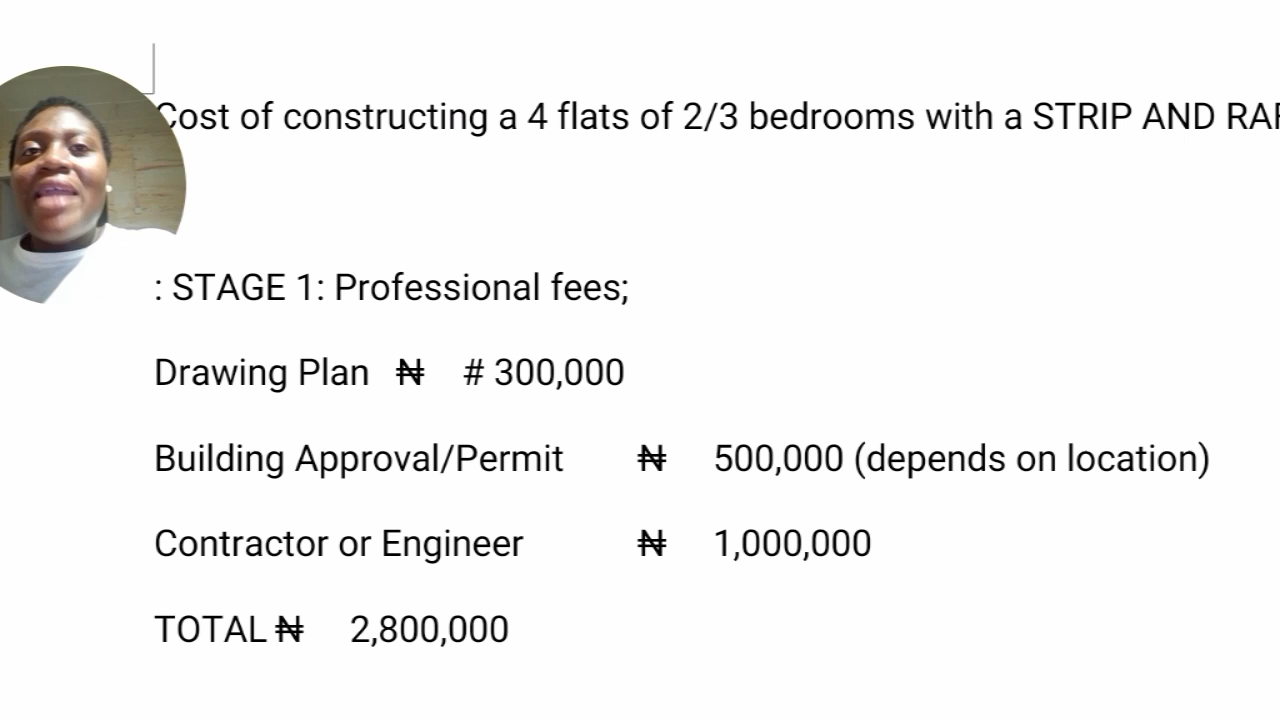 Cost of constructing a 4 flats of 2/3 bedrooms with a STRIP AND
: STAGE 1: Professional fees;
Drawing Plan ₦ # 300,000
Building Approval/Permit ₦ 500,000 (depends on location)
Contractor or Engineer ₦ 1,000,000
TOTAL ₦ 2,800,000